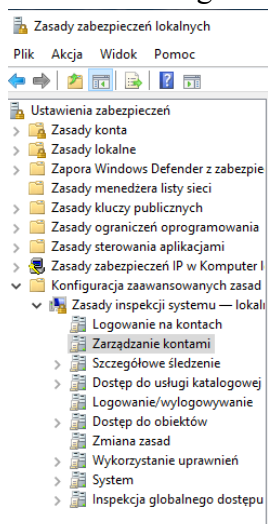 Zasady zabezpieczeń lokalnych
Plik Akcja Widok Pomoc
Ustawienia zabezpieczeń
Zasady konta
Zasady lokalne
Zapora Windows Defender z zabezpie
Zasady menedżera listy sieci
Zasady kluczy publicznych
Zasady ograniczeń oprogramowania
Zasady sterowania aplikacjami
Zasady zabezpieczeń IP w Komputer l
Konfiguracja zaawansowanych zasad
Zasady inspekcji systemu — lokal
Logowanie na kontach
Zarządzanie kontami
Szczegółowe śledzenie
Dostęp do usługi katalogowej
Logowanie/wylogowywanie
Dostęp do obiektów
Zmiana zasad
Wykorzystanie uprawnień
System
Inspekcja globalnego dostępu